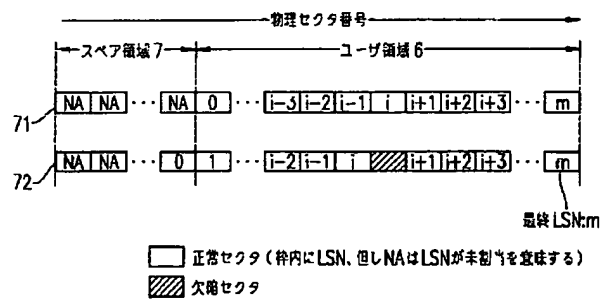 物理セクタ番号
スペア領域7 ユーザ領域6
71 NA NA ··· NA 0 ··· i-3 i-2 i-1 i i+1 i+2 i+3 ··· m
72 NA NA ··· 0 1 ··· i-2 i-1 i i+1 i+2 i+3 ··· m
最終LSN:m
正常セクタ(枠内にLSN、但しNAはLSNが未割当を意味する)
欠陥セクタ